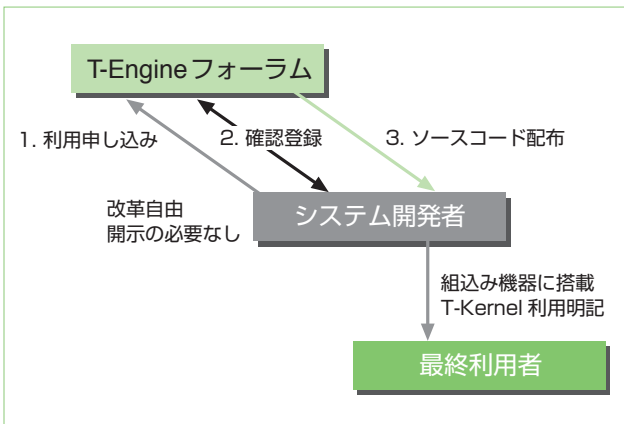 T-Engineフォーラム
1. 利用申し込み
2. 確認登録
3. ソースコード配布
改革自由
開示の必要なし
システム開発者
組込み機器に搭載
T-Kernel 利用明記
最終利用者